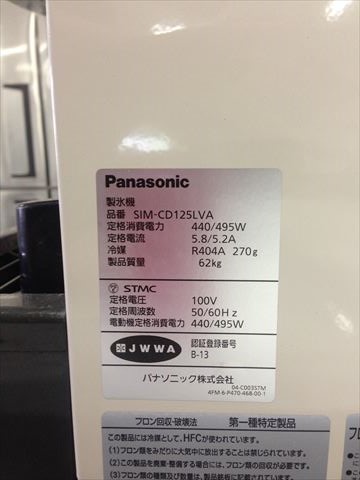 Panasonic
製氷機
品番 SIM-CD125LVA
定格消費電力 440/495W
定格電流 5.8/5.2A
冷媒 R404A 270g
製品質量 62kg
STMC
定格電圧 100V
定格周波数 50/60Hz
電動機定格消費電力 440/495W
JWWA 認証登録番号
B-13
パナソニック株式会社
04-CD03STM
4FM-6-P470-468-00-1
フロン回収・破壊法 第一種特定製品
この製品には冷媒として、HFCが使われています。
(1)フロン類をみだりに大気中に放出することは禁じられています。
(2)この製品を廃棄・整備する場合には、フロン類の回収が必要です。